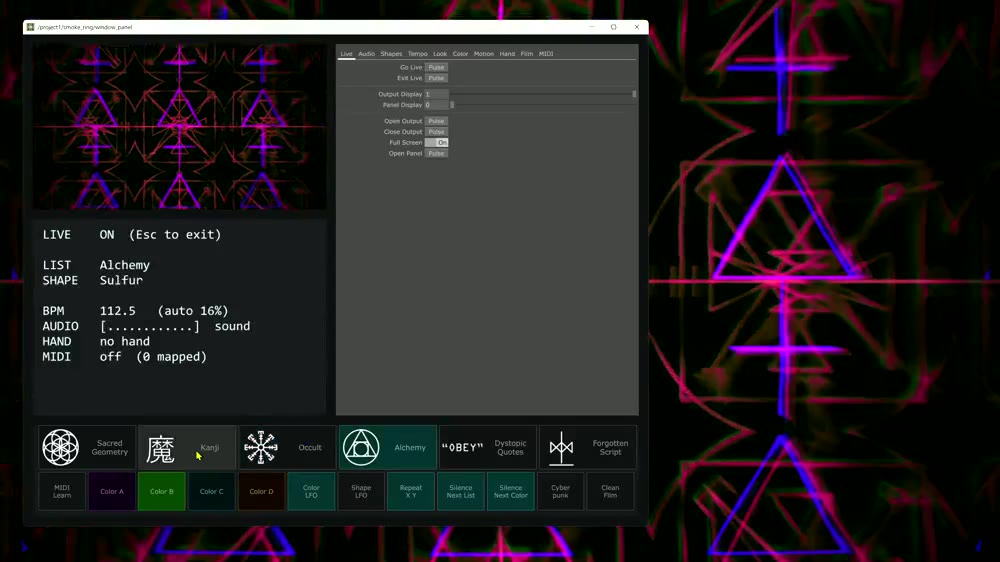 /project1/smoke_ring/window_panel
Live Audio Shapes Tempo Look Color Motion Hand Film MIDI
Go Live Pulse
Exit Live Pulse
Output Display 1
Panel Display 0
Open Output Pulse
Close Output Pulse
Full Screen On
Open Panel Pulse
LIVE ON (Esc to exit)
LIST Alchemy
SHAPE Sulfur
BPM 112.5 (auto 16%)
AUDIO [............] sound
HAND no hand
MIDI off (0 mapped)
Sacred
Geometry
魔 Kanji
Occult
Alchemy
“OBEY” Dystopic
Quotes
Forgotten
Script
MIDI
Learn
Color A
Color B
Color C
Color D
Color
LFO
Shape
LFO
Repeat
X Y
Silence
Next List
Silence
Next Color
Cyber
punk
Clean
Film